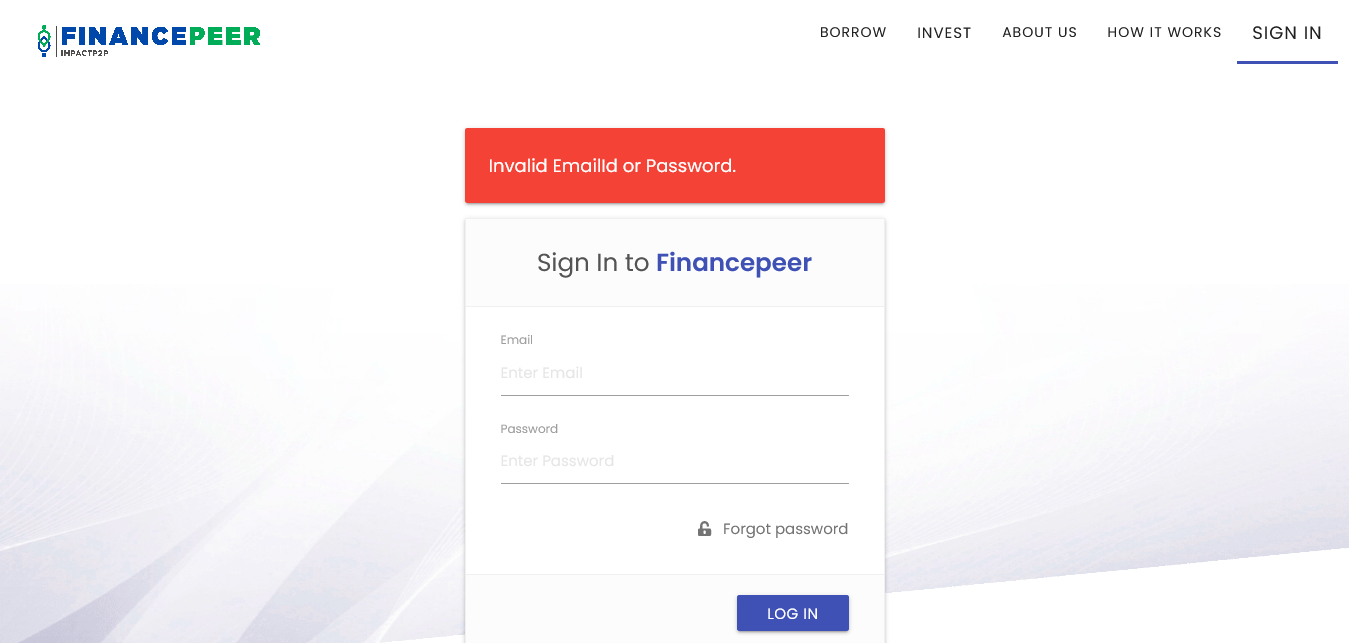 FINANCEPEER
IMPACTP2P
BORROW
INVEST
ABOUT US
HOW IT WORKS
SIGN IN
Invalid EmailId or Password.
Sign In to Financepeer
Email
Enter Email
Password
Enter Password
Forgot password
LOG IN